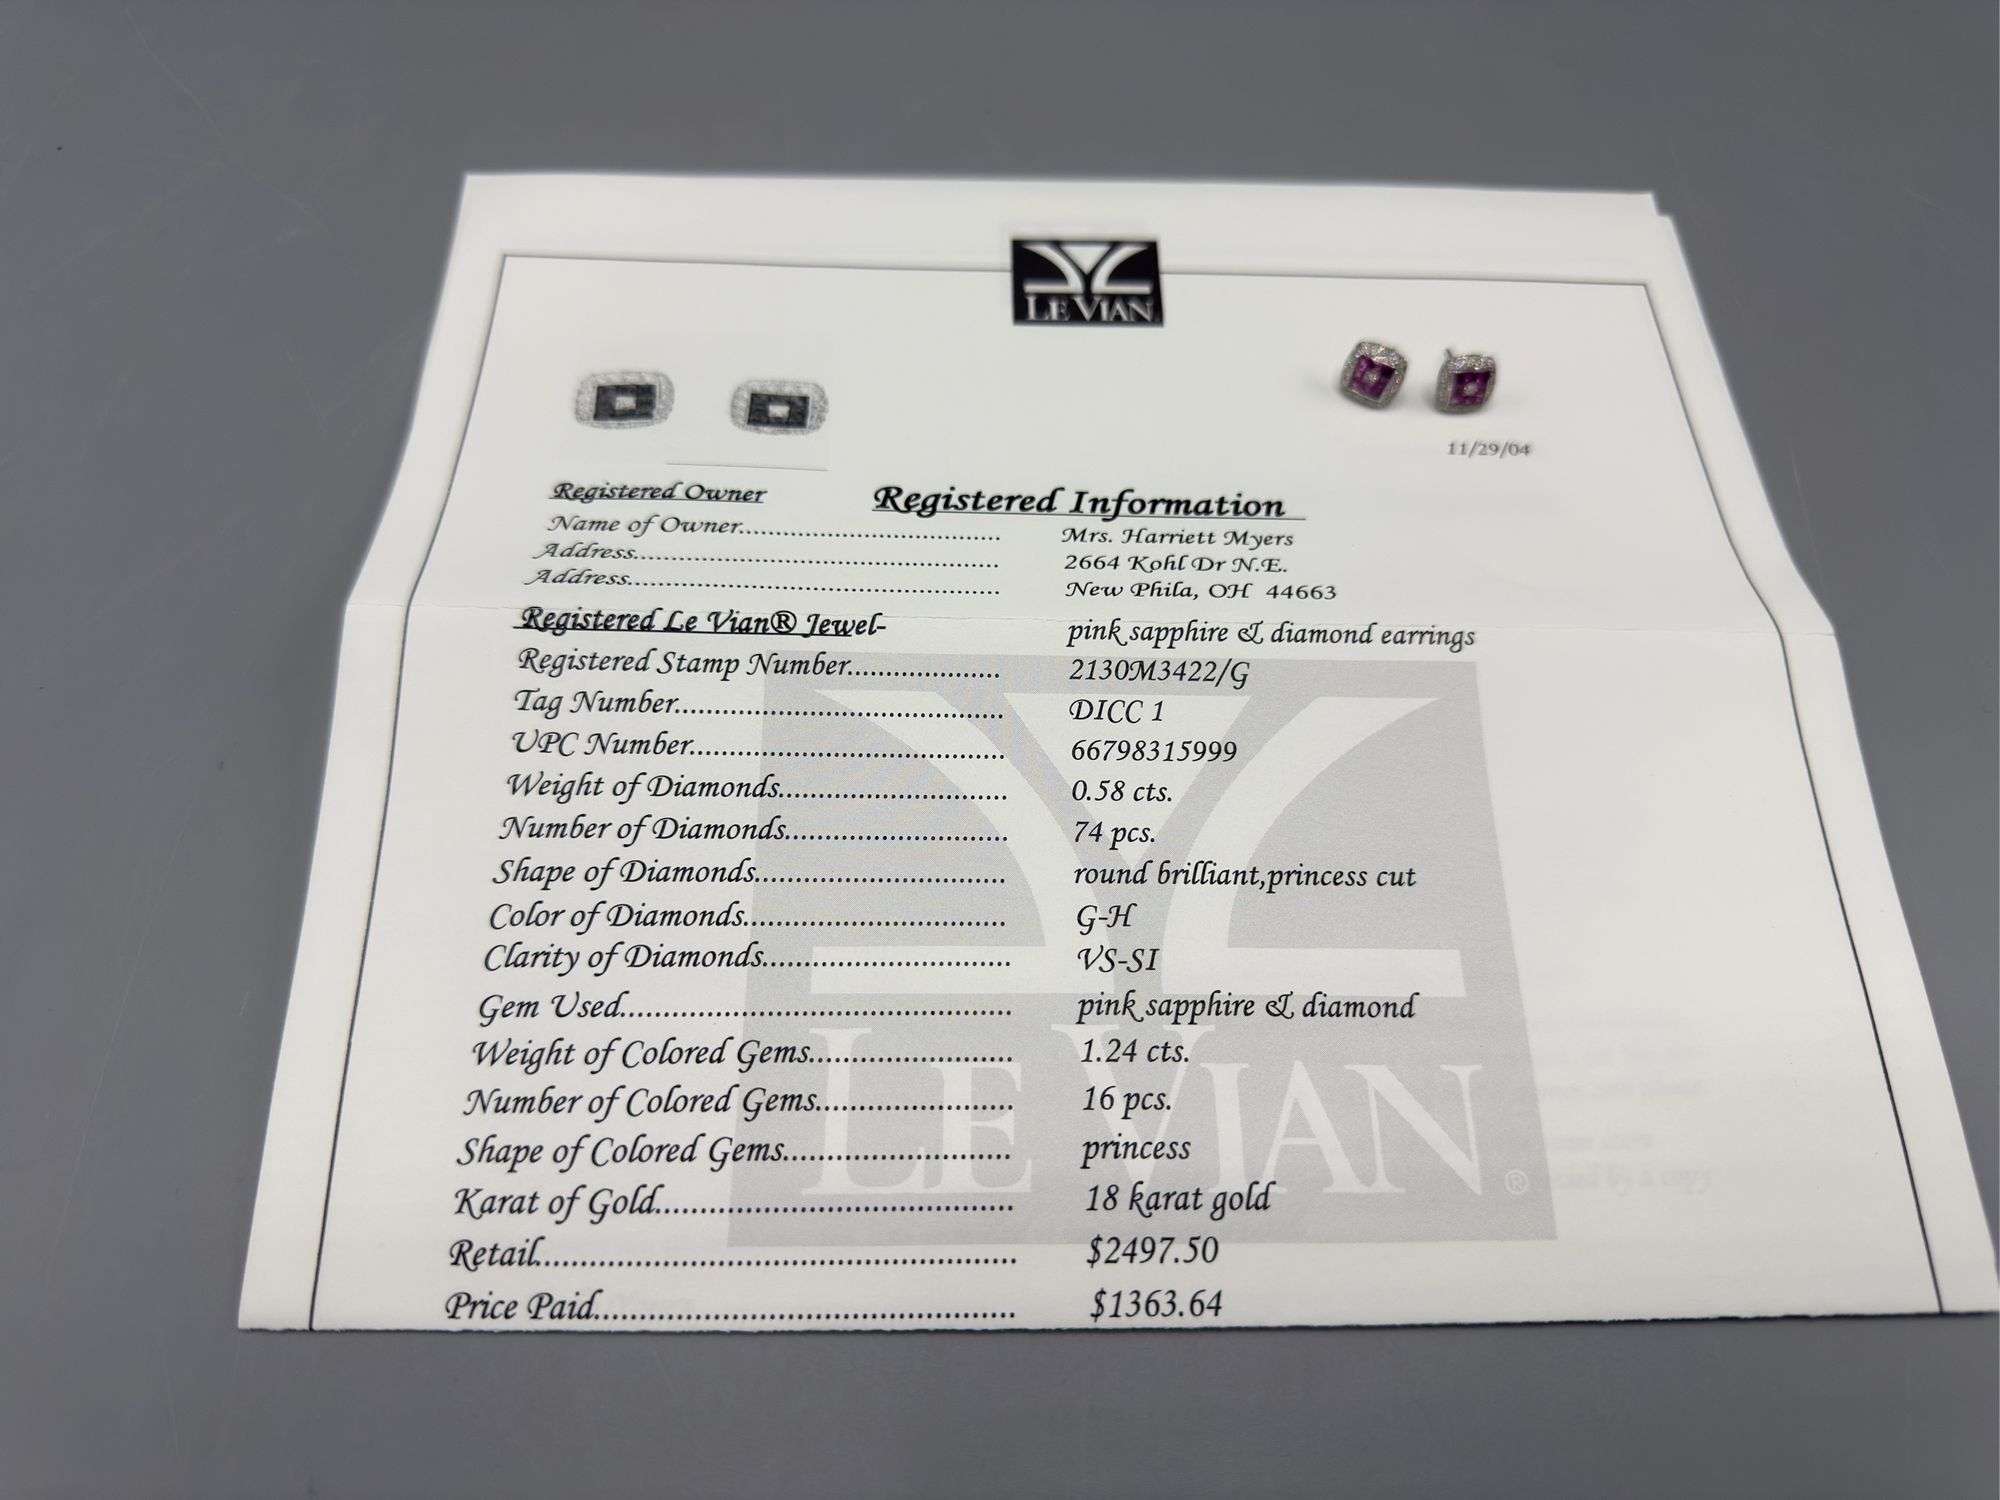 LE VIAN
11/29/04
Registered Owner
Registered Information
Name of Owner................................ Mrs. Harriett Myers
Address............................................. 2664 Kohl Dr N.E.
Address............................................. New Phila, OH 44663
Registered Le Vian® Jewel- pink sapphire & diamond earrings
Registered Stamp Number................... 2130M3422/G
Tag Number........................................ DICC 1
UPC Number...................................... 66798315999
Weight of Diamonds............................ 0.58 cts.
Number of Diamonds........................... 74 pcs.
Shape of Diamonds.............................. round brilliant,princess cut
Color of Diamonds............................... G-H
Clarity of Diamonds............................. VS-SI
Gem Used............................................. pink sapphire & diamond
Weight of Colored Gems....................... 1.24 cts.
Number of Colored Gems...................... 16 pcs.
Shape of Colored Gems......................... princess
Karat of Gold......................................... 18 karat gold
LE VIAN®
Retail....................................................... $2497.50
Price Paid................................................ $1363.64